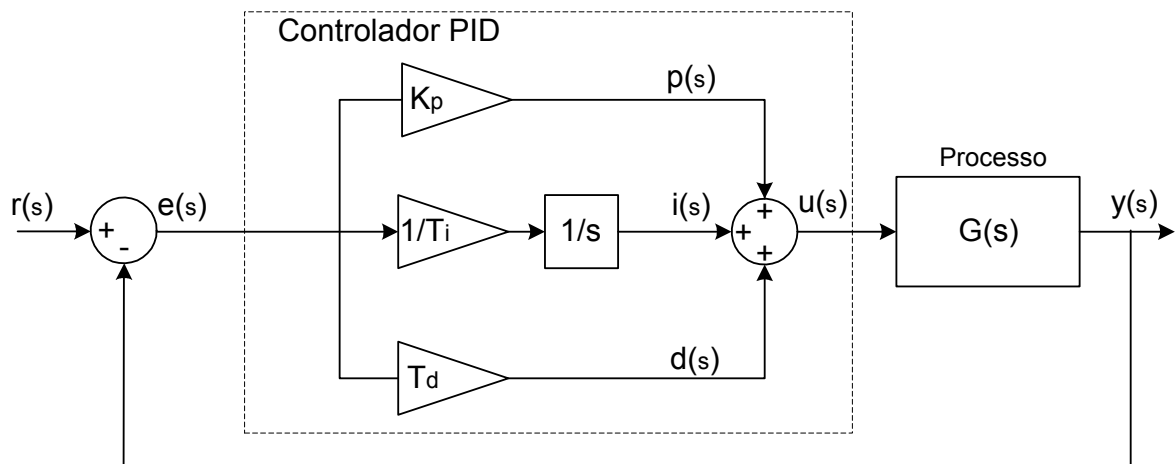 Controlador PID
Kp
p(s)
Processo
r(s)
+
-
e(s)
1/Ti
1/s
i(s)
+
+
+
u(s)
G(s)
y(s)
Td
d(s)